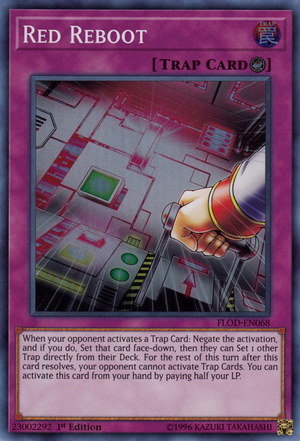 RED REBOOT
TRAP
罠
[TRAP CARD]
FLOD-EN068
When your opponent activates a Trap Card: Negate the activation,
and if you do, Set that card face-down, then they can Set 1 other
Trap directly from their Deck. For the rest of this turn after this
card resolves, your opponent cannot activate Trap Cards. You can
activate this card from your hand by paying half your LP.
23002292 1st Edition
©1996 KAZUKI TAKAHASHI